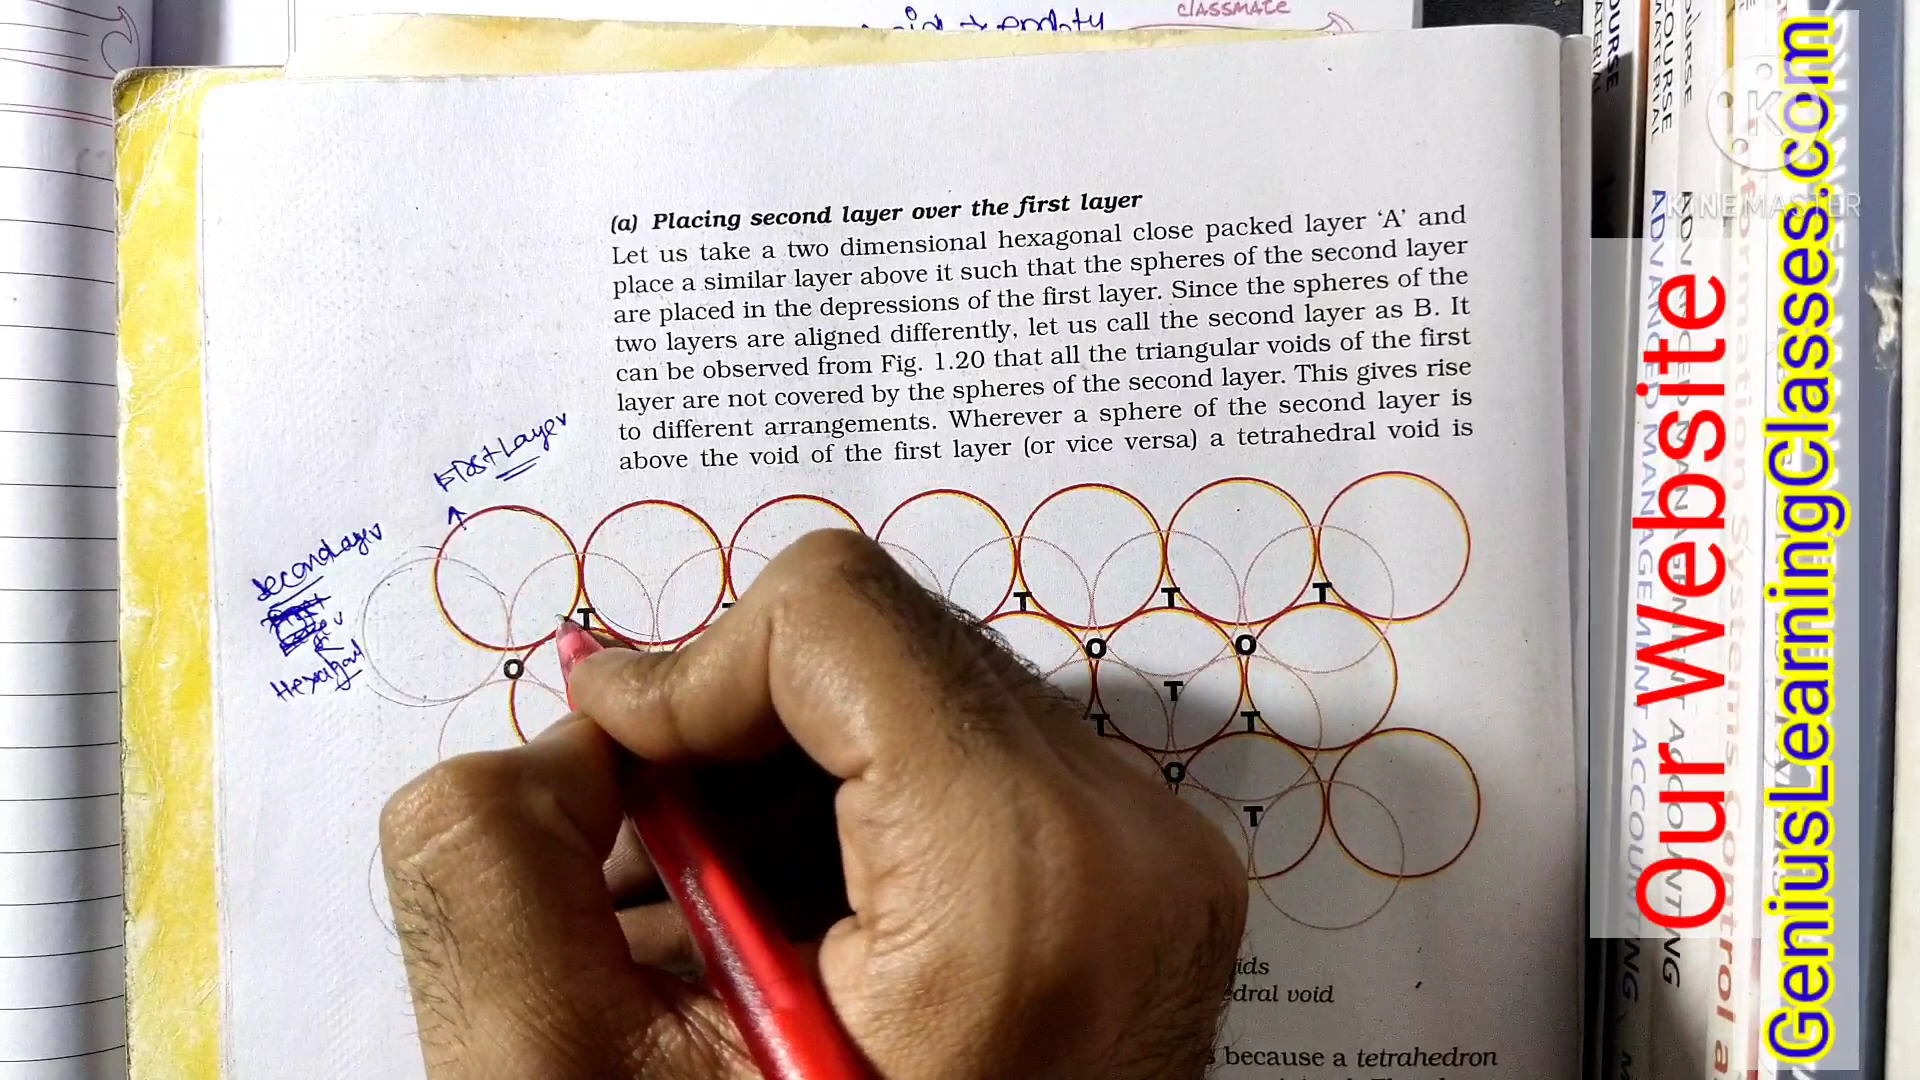 classmate
(a) Placing second layer over the first layer
Let us take a two dimensional hexagonal close packed layer ‘A’ and
place a similar layer above it such that the spheres of the second layer
are placed in the depressions of the first layer. Since the spheres of the
two layers are aligned differently, let us call the second layer as B. It
can be observed from Fig. 1.20 that all the triangular voids of the first
layer are not covered by the spheres of the second layer. This gives rise
to different arrangements. Wherever a sphere of the second layer is
above the void of the first layer (or vice versa) a tetrahedral void is
First Layer
Second Layer
T
T
T
T
O
O
O
T
T
T
O
T
because a tetrahedron
Our Website
GeniusLearningClasses.com
K
KINEMASTER
COURSE
MATERIAL
ADVANCED MANAGEMENT ACCOUNTING